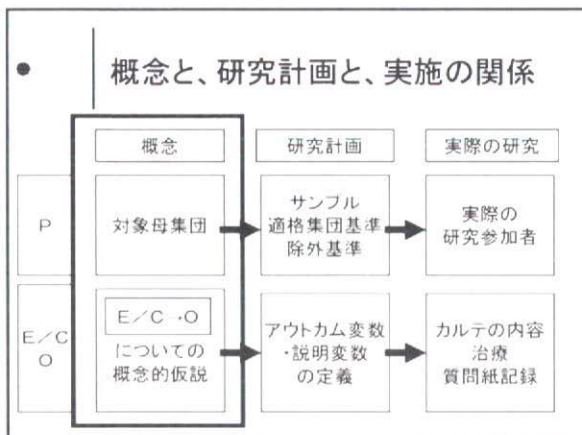 概念と、研究計画と、実施の関係
概念
研究計画
実際の研究
P
対象母集団
サンプル
適格集団基準
除外基準
実際の
研究参加者
E/C
O
E/C→O
についての
概念的仮説
アウトカム変数
・説明変数
の定義
カルテの内容
治療
質問紙記録